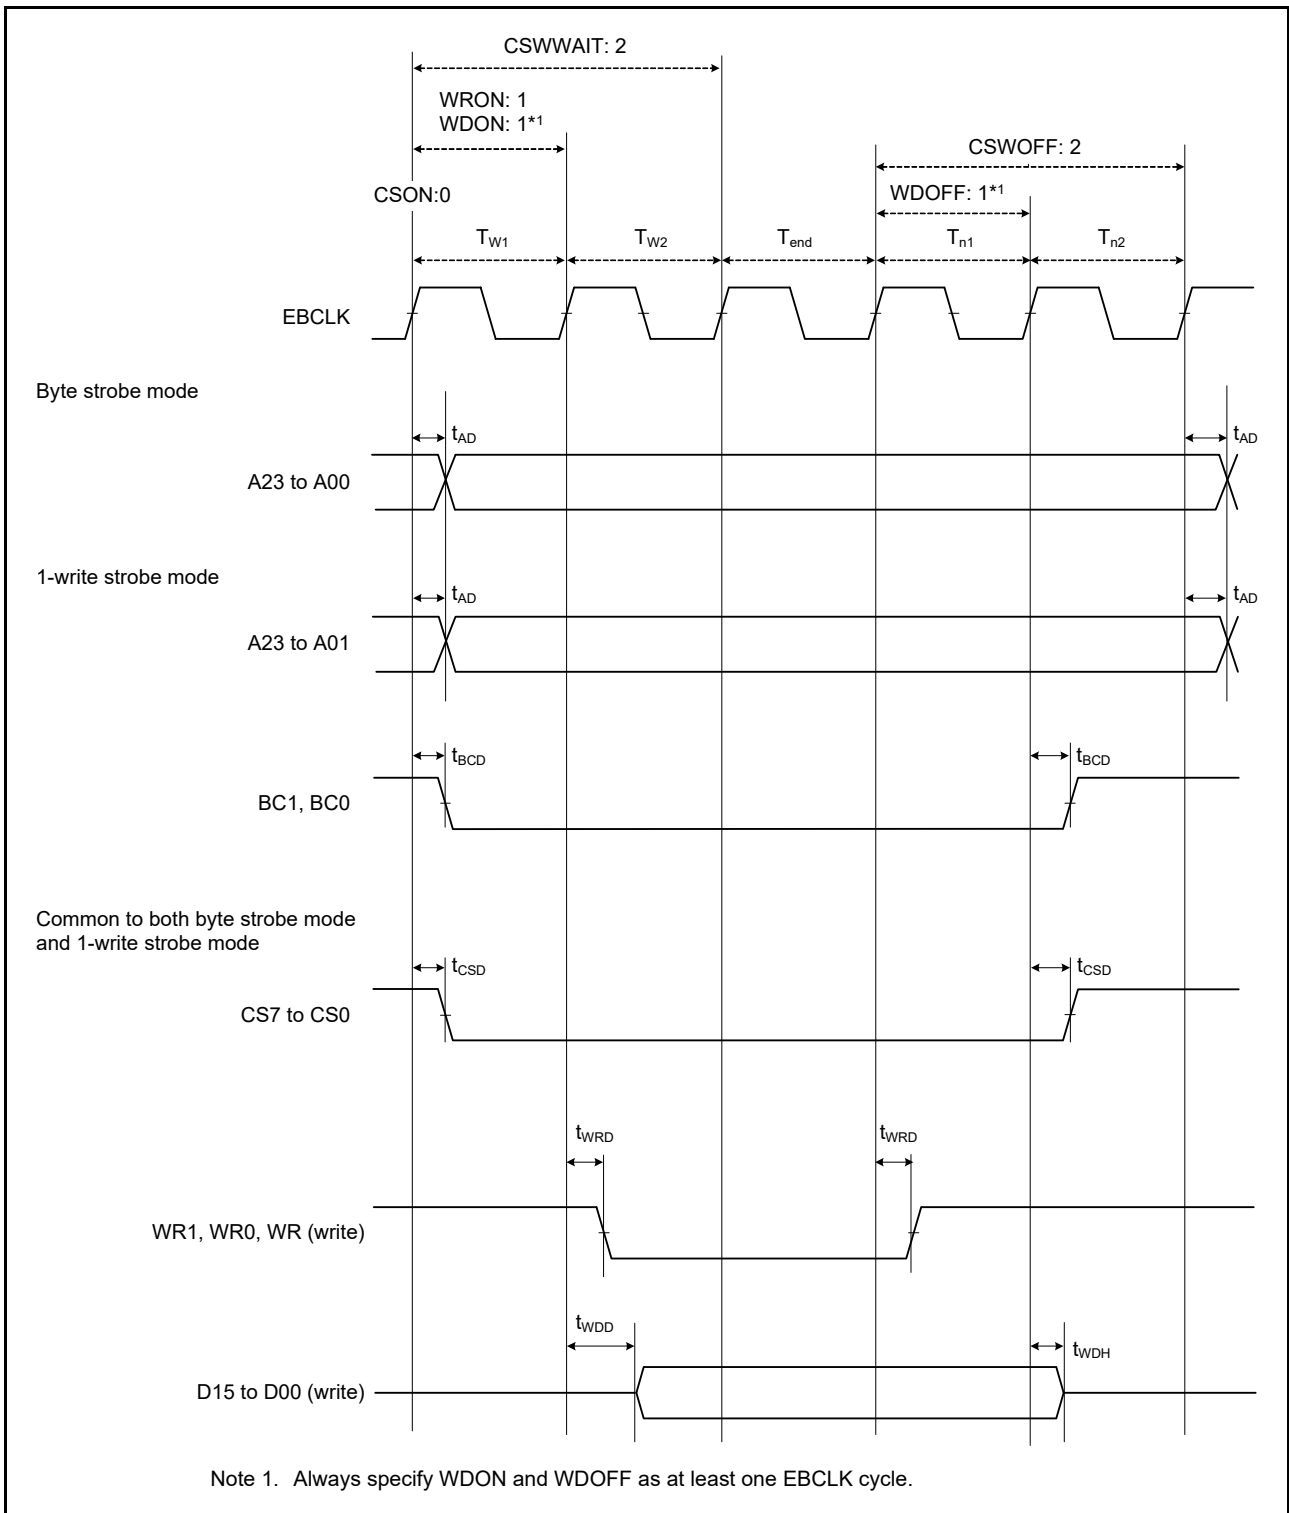 CSWWAIT: 2
WRON: 1
WDON: 1*1
CSWOFF: 2
CSON:0
WDOFF: 1*1
TW1 TW2 Tend Tn1 Tn2
EBCLK
Byte strobe mode
tAD tAD
A23 to A00
1-write strobe mode
tAD tAD
A23 to A01
tBCD tBCD
BC1, BC0
Common to both byte strobe mode
and 1-write strobe mode
tCSD tCSD
CS7 to CS0
tWRD tWRD
WR1, WR0, WR (write)
tWDD
tWDH
D15 to D00 (write)
Note 1. Always specify WDON and WDOFF as at least one EBCLK cycle.